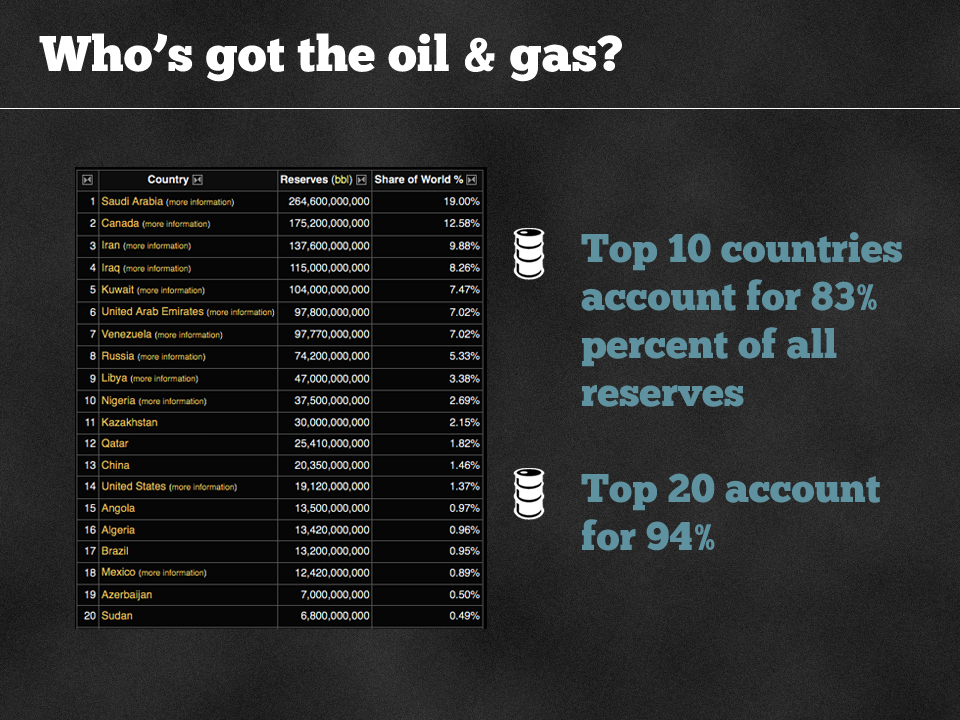 Who’s got the oil & gas?
Country Reserves (bbl) Share of World %
1 Saudi Arabia (more information) 264,600,000,000 19.00%
2 Canada (more information) 175,200,000,000 12.58%
3 Iran (more information) 137,600,000,000 9.88%
4 Iraq (more information) 115,000,000,000 8.26%
5 Kuwait (more information) 104,000,000,000 7.47%
6 United Arab Emirates (more information) 97,800,000,000 7.02%
7 Venezuela (more information) 97,770,000,000 7.02%
8 Russia (more information) 74,200,000,000 5.33%
9 Libya (more information) 47,000,000,000 3.38%
10 Nigeria (more information) 37,500,000,000 2.69%
11 Kazakhstan 30,000,000,000 2.15%
12 Qatar 25,410,000,000 1.82%
13 China 20,350,000,000 1.46%
14 United States (more information) 19,120,000,000 1.37%
15 Angola 13,500,000,000 0.97%
16 Algeria 13,420,000,000 0.96%
17 Brazil 13,200,000,000 0.95%
18 Mexico (more information) 12,420,000,000 0.89%
19 Azerbaijan 7,000,000,000 0.50%
20 Sudan 6,800,000,000 0.49%
Top 10 countries
account for 83%
percent of all
reserves
Top 20 account
for 94%